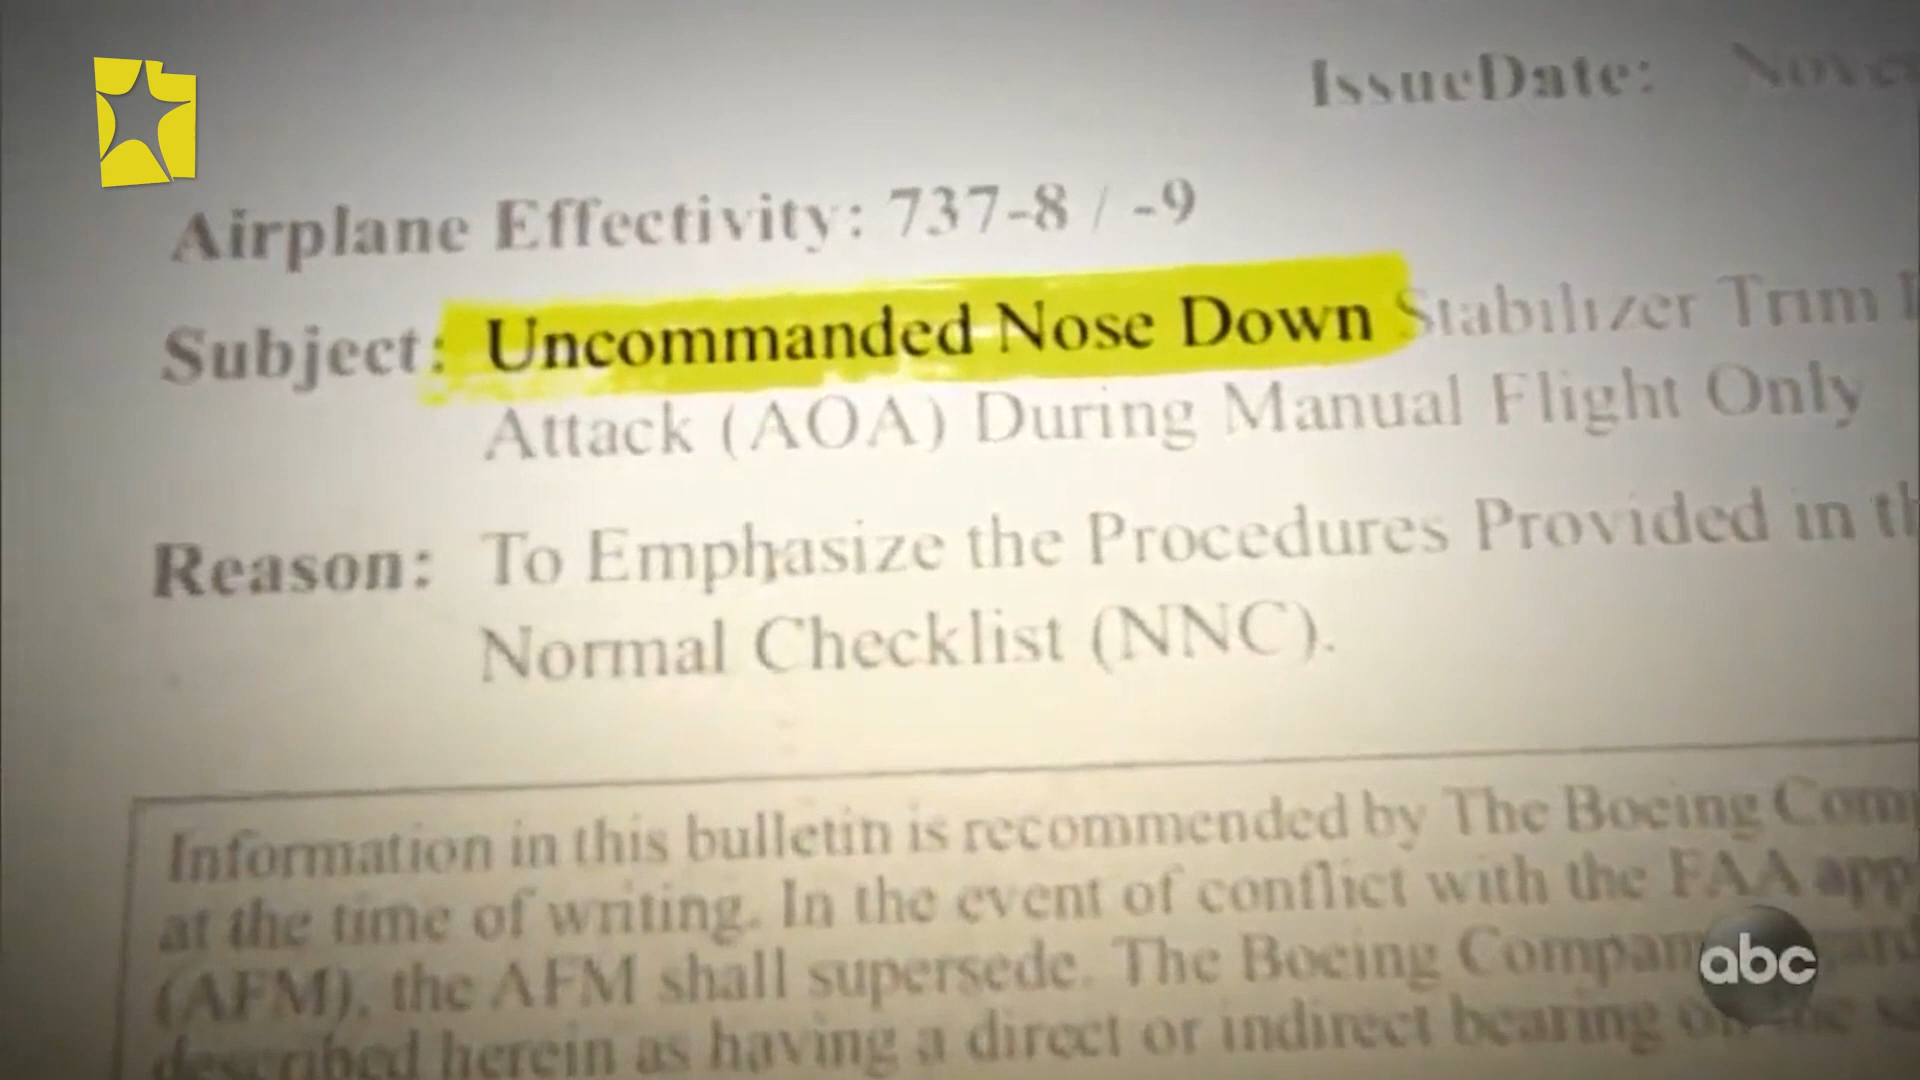 IssueDate:
Airplane Effectivity: 737-8 / -9
Subject: Uncommanded Nose Down Stabilizer Trim
Attack (AOA) During Manual Flight Only
Reason: To Emphasize the Procedures Provided in
Normal Checklist (NNC).
Information in this bulletin is recommended by The Boeing
at the time of writing. In the event of conflict with the FAA
(AFM), the AFM shall supersede. The Boeing
described herein as having a direct or indirect bearing
abc